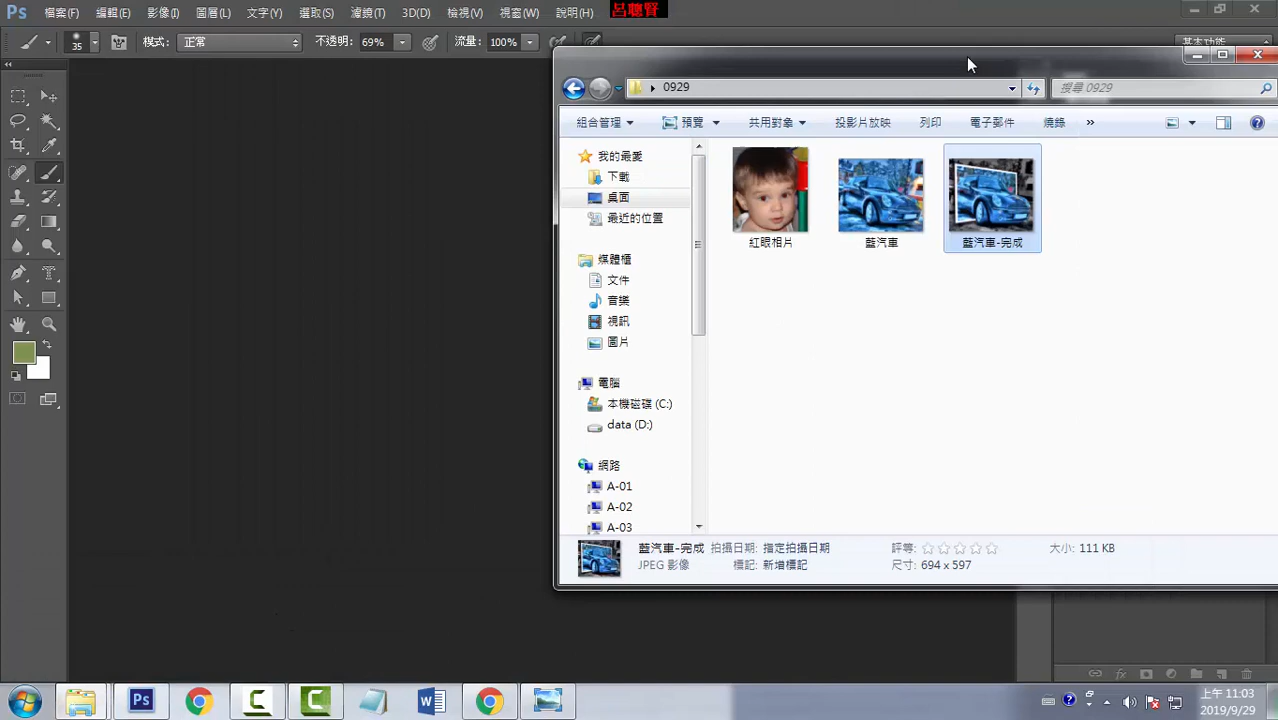 Ps 檔案(F) 編輯(E) 影像(I) 圖層(L) 文字(Y) 選取(S) 3D(D) 檢視(V) 視窗(W) 說明(H) 呂聰賢
35 模式: 正常 不透明: 69% 流量: 100% 基本功能
0929 搜尋 0929
組合管理 預覽 共用對象 投影片放映 列印 電子郵件 燒錄 »
我的最愛
下載
桌面
最近的位置
媒體櫃
文件
音樂
視訊
圖片
電腦
本機磁碟 (C:)
data (D:)
網路
A-01
A-02
A-03
紅眼相片 藍汽車 藍汽車-完成
藍汽車-完成 拍攝日期: 指定拍攝日期 評等: 大小: 111 KB
JPEG 影像 標記: 新增標記 尺寸: 694 x 597
上午 11:03
2019/9/29